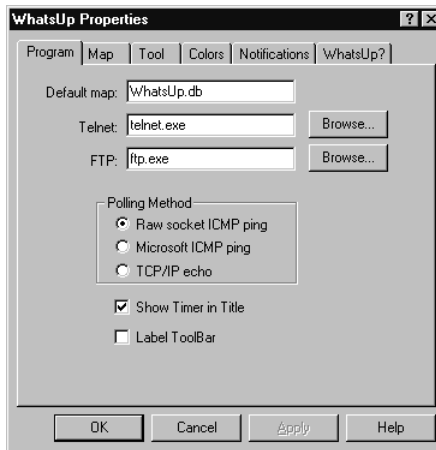 WhatsUp Properties
Program Map Tool Colors Notifications WhatsUp?
Default map: WhatsUp.db
Telnet: telnet.exe Browse...
FTP: ftp.exe Browse...
Polling Method
Raw socket ICMP ping
Microsoft ICMP ping
TCP/IP echo
Show Timer in Title
Label ToolBar
OK Cancel Apply Help